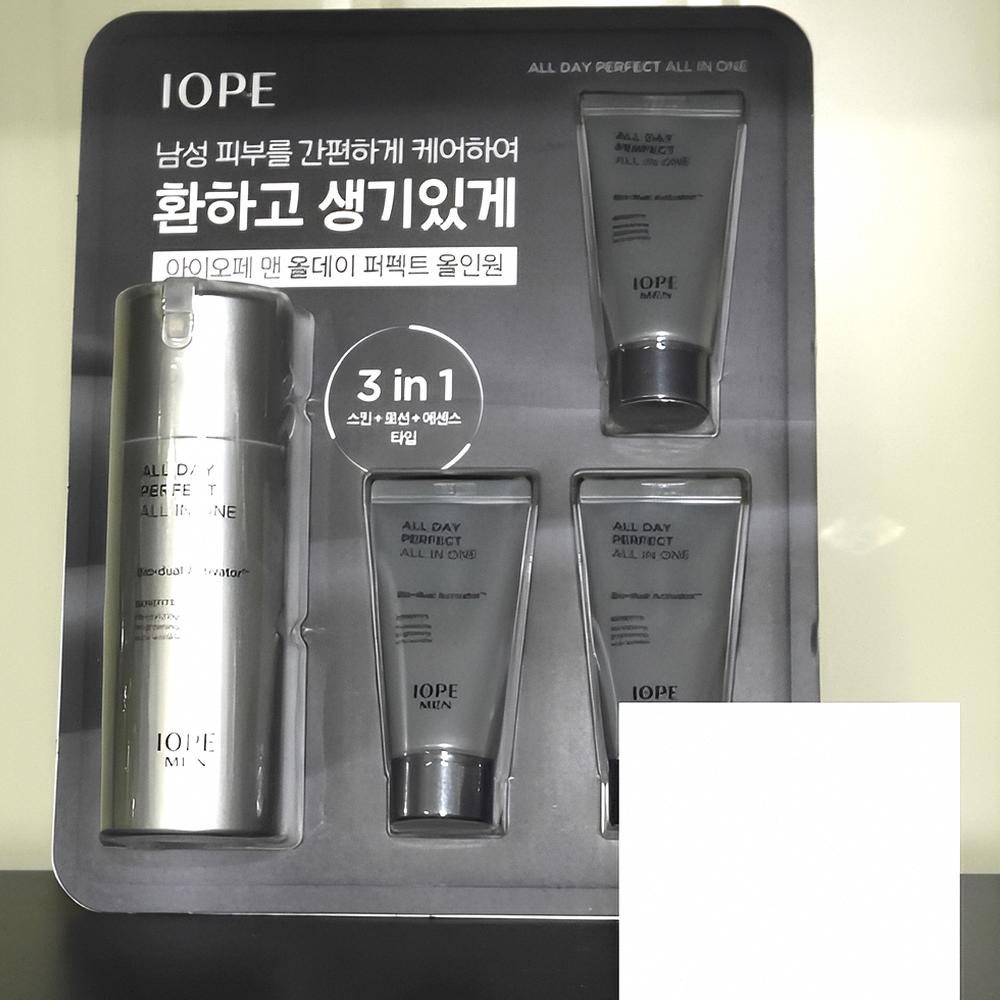 IOPE
ALL DAY PERFECT ALL IN ONE
남성 피부를 간편하게 케어하여
환하고 생기있게
아이오페 맨 올데이 퍼펙트 올인원
3 in 1
스킨+로션+에센스
타입
ALL DAY
PERFECT
ALL IN ONE
IOPE
MEN
ALL DAY
PERFECT
ALL IN ONE
Bio-dual Activator™
IOPE
MEN
ALL DAY
PERFECT
ALL IN ONE
IOPE
MEN
ALL DAY
PERFECT
ALL IN ONE
IOPE